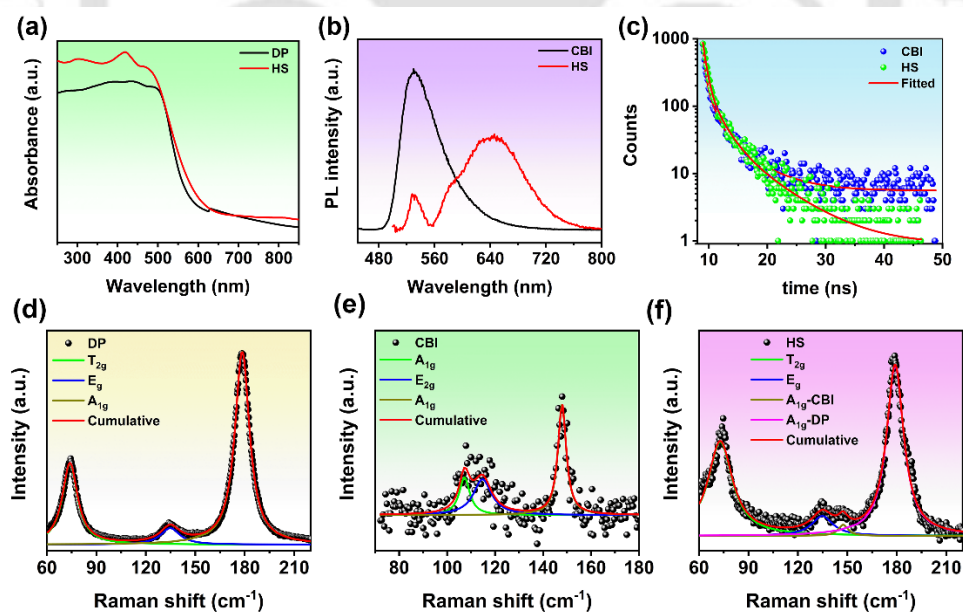 (a)
DP
HS
Absorbance (a.u.)
300 400 500 600 700 800
Wavelength (nm)
(b)
CBI
HS
PL intensity (a.u.)
480 560 640 720 800
Wavelength (nm)
(c)
CBI
HS
Fitted
Counts
1000
100
10
1
10 20 30 40 50
time (ns)
(d)
DP
T2g
Eg
A1g
Cumulative
Intensity (a.u.)
60 90 120 150 180 210
Raman shift (cm-1)
(e)
CBI
A1g
E2g
A1g
Cumulative
Intensity (a.u.)
80 100 120 140 160 180
Raman shift (cm-1)
(f)
HS
T2g
Eg
A1g-CBI
A1g-DP
Cumulative
Intensity (a.u.)
60 90 120 150 180 210
Raman shift (cm-1)